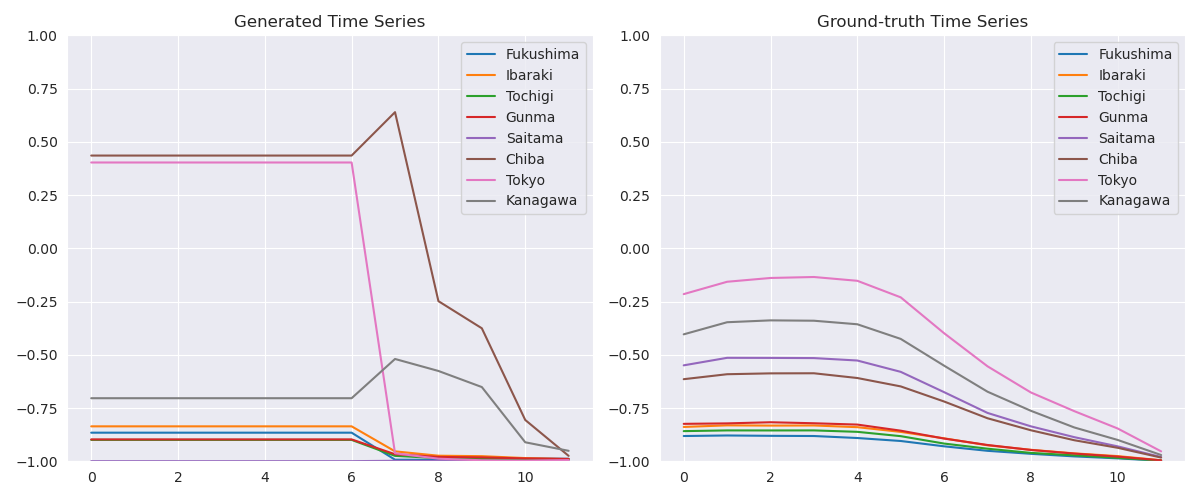 Generated Time Series
1.00
0.75
0.50
0.25
0.00
−0.25
−0.50
−0.75
−1.00
0 2 4 6 8 10
Fukushima
Ibaraki
Tochigi
Gunma
Saitama
Chiba
Tokyo
Kanagawa
Ground-truth Time Series
1.00
0.75
0.50
0.25
0.00
−0.25
−0.50
−0.75
−1.00
0 2 4 6 8 10
Fukushima
Ibaraki
Tochigi
Gunma
Saitama
Chiba
Tokyo
Kanagawa